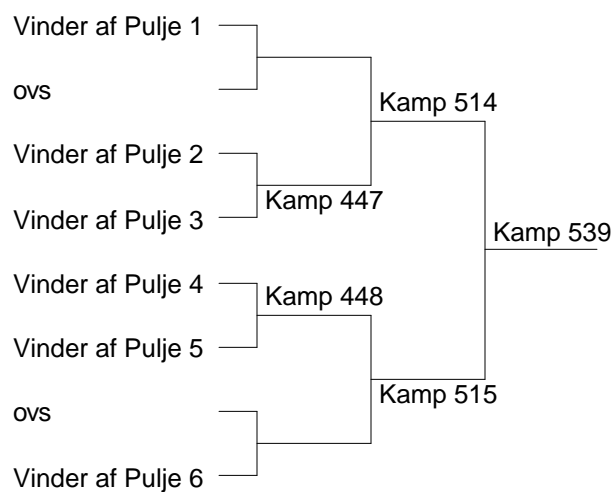 Vinder af Pulje 1
ovs
Kamp 514
Vinder af Pulje 2
Kamp 447
Vinder af Pulje 3
Kamp 539
Vinder af Pulje 4
Kamp 448
Vinder af Pulje 5
Kamp 515
ovs
Vinder af Pulje 6